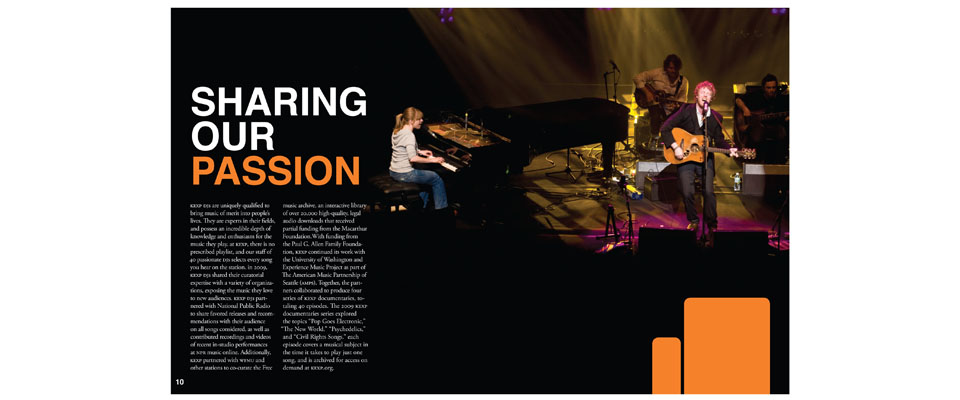 SHARING
OUR
PASSION
KEXP DJS are uniquely qualified to
bring music of merit into people's
lives. They are experts in their fields,
and possess an incredible depth of
knowledge and enthusiasm for the
music they play. at KEXP, there is no
prescribed playlist, and our staff of
40 passionate DJS selects every song
you hear on the station. in 2009,
KEXP DJS shared their curatorial
expertise with a variety of organiza-
tions, exposing the music they love
to new audiences. KEXP DJS part-
nered with National Public Radio
to share favored releases and recom-
mendations with their audience
on all songs considered, as well as
contributed recordings and videos
of recent in-studio performances
at NPR music online. Additionally,
KEXP partnered with WFMU and
other stations to co-curate the Free
music archive, an interactive library
of over 20,000 high-quality, legal
audio downloads that received
partial funding from the Macarthur
Foundation. With funding from
the Paul G. Allen Family Founda-
tion, KEXP continued its work with
the University of Washington and
Experience Music Project as part of
The American Music Partnership of
Seattle (AMPS). Together, the part-
ners collaborated to produce four
series of KEXP documentaries, to-
taling 40 episodes. The 2009 KEXP
documentaries series explored
the topics "Pop Goes Electronic,"
"The New World," "Psychedelics,"
and "Civil Rights Songs." each
episode covers a musical subject in
the time it takes to play just one
song, and is archived for access on
demand at KEXP.org.
10